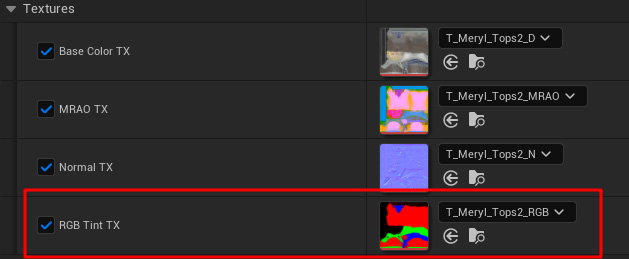 Textures
Base Color TX
T_Meryl_Tops2_D
MRAO TX
T_Meryl_Tops2_MRAO
Normal TX
T_Meryl_Tops2_N
RGB Tint TX
T_Meryl_Tops2_RGB